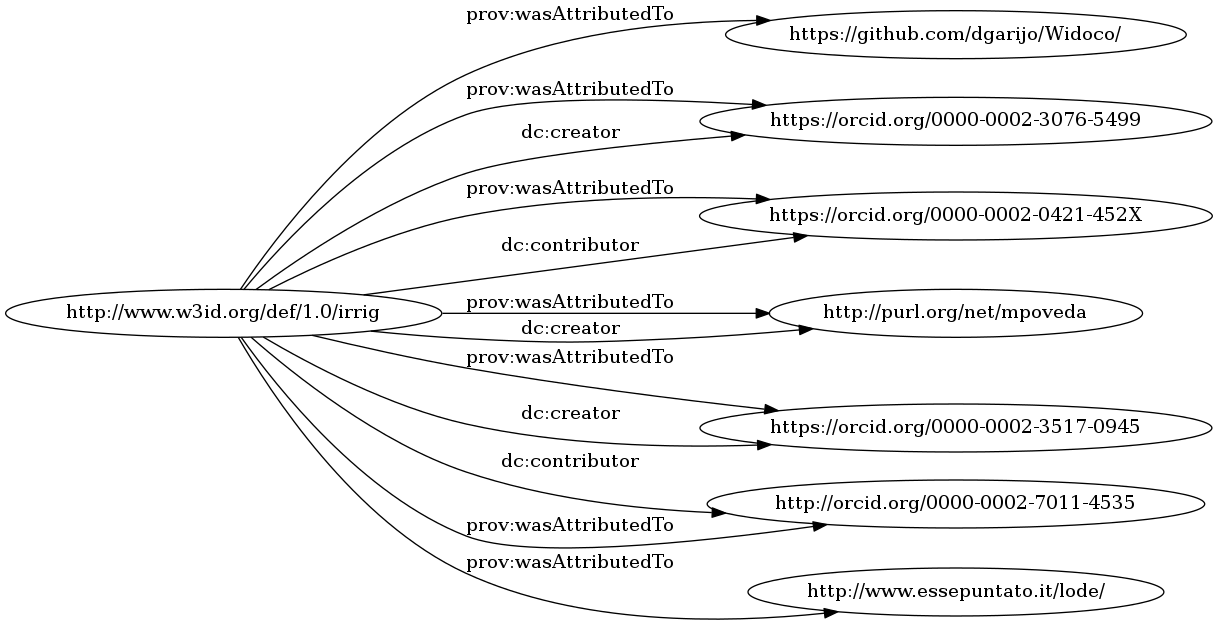 prov:wasAttributedTo
https://github.com/dgarijo/Widoco/
prov:wasAttributedTo
https://orcid.org/0000-0002-3076-5499
dc:creator
prov:wasAttributedTo
https://orcid.org/0000-0002-0421-452X
dc:contributor
http://www.w3id.org/def/1.0/irrig
prov:wasAttributedTo
http://purl.org/net/mpoveda
dc:creator
prov:wasAttributedTo
dc:creator
https://orcid.org/0000-0002-3517-0945
dc:contributor
http://orcid.org/0000-0002-7011-4535
prov:wasAttributedTo
prov:wasAttributedTo
http://www.essepuntato.it/lode/